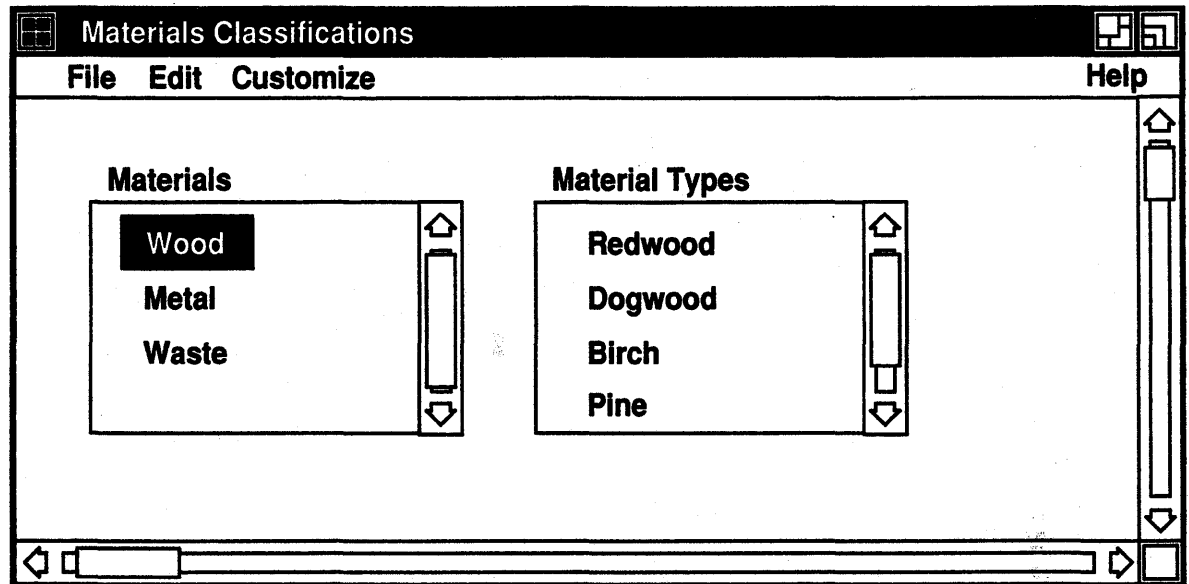 Materials Classifications
File Edit Customize Help
Materials
Wood
Metal
Waste
Material Types
Redwood
Dogwood
Birch
Pine